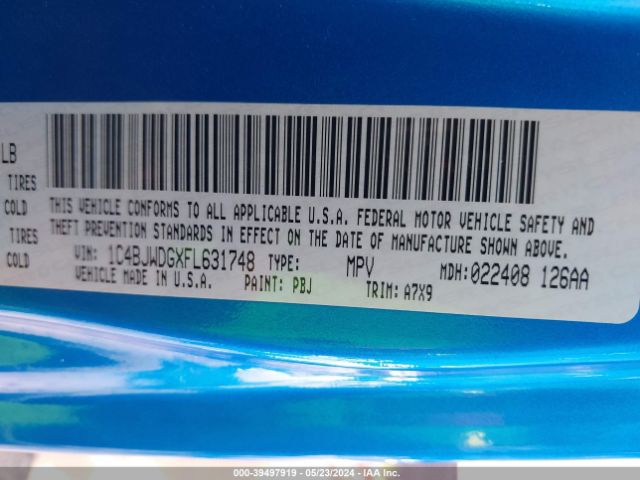 LB
TIRES
COLD
TIRES
COLD
THIS VEHICLE CONFORMS TO ALL APPLICABLE U.S.A. FEDERAL MOTOR VEHICLE SAFETY AND
THEFT PREVENTION STANDARDS IN EFFECT ON THE DATE OF MANUFACTURE SHOWN ABOVE.
VIN: 1C4BJWDGXFL631748 TYPE: MPV MDH:022408 126AA
VEHICLE MADE IN U.S.A. PAINT: PBJ TRIM: A7X9
000-39497919 - 05/23/2024 - IAA Inc.